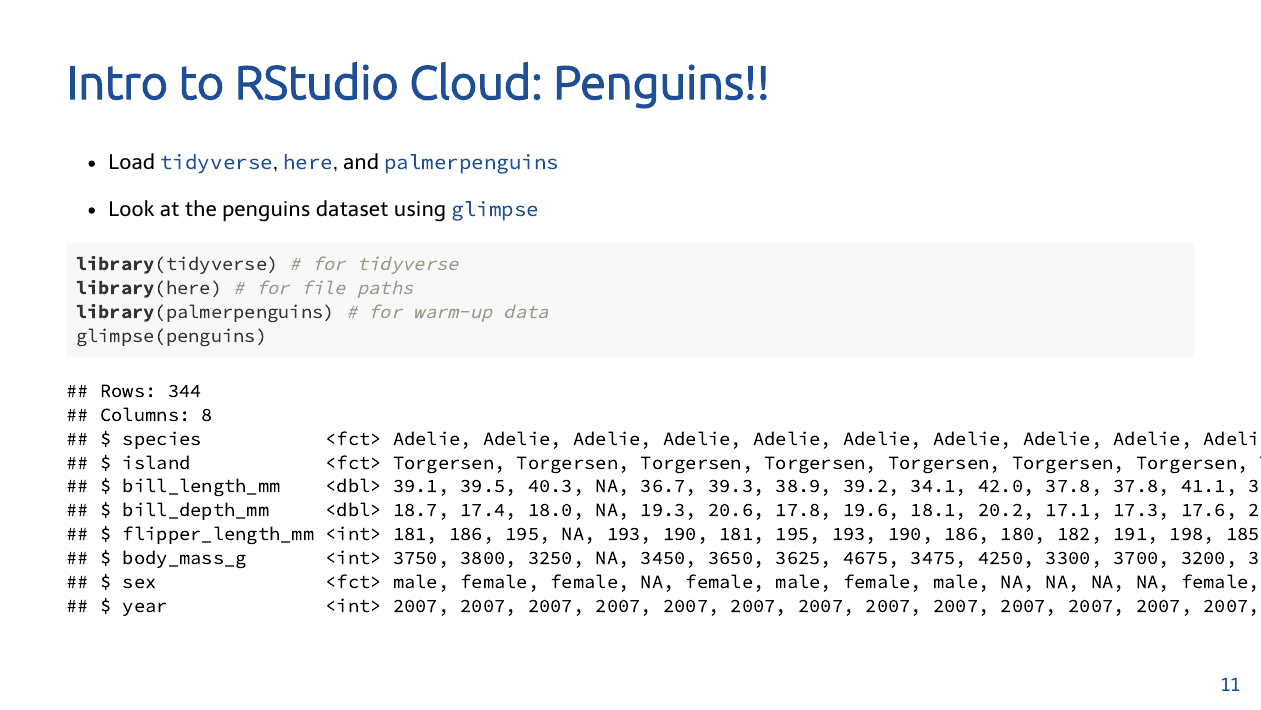 Intro to RStudio Cloud: Penguins!!
• Load tidyverse, here, and palmerpenguins
• Look at the penguins dataset using glimpse
library(tidyverse) # for tidyverse
library(here) # for file paths
library(palmerpenguins) # for warm-up data
glimpse(penguins)
## Rows: 344
## Columns: 8
## $ species           <fct> Adelie, Adelie, Adelie, Adelie, Adelie, Adelie, Adelie, Adelie, Adelie, Adeli
## $ island            <fct> Torgersen, Torgersen, Torgersen, Torgersen, Torgersen, Torgersen, Torgersen,
## $ bill_length_mm    <dbl> 39.1, 39.5, 40.3, NA, 36.7, 39.3, 38.9, 39.2, 34.1, 42.0, 37.8, 37.8, 41.1, 3
## $ bill_depth_mm     <dbl> 18.7, 17.4, 18.0, NA, 19.3, 20.6, 17.8, 19.6, 18.1, 20.2, 17.1, 17.3, 17.6, 2
## $ flipper_length_mm <int> 181, 186, 195, NA, 193, 190, 181, 195, 193, 190, 186, 180, 182, 191, 198, 185
## $ body_mass_g       <int> 3750, 3800, 3250, NA, 3450, 3650, 3625, 4675, 3475, 4250, 3300, 3700, 3200, 3
## $ sex               <fct> male, female, female, NA, female, male, female, male, NA, NA, NA, NA, female,
## $ year              <int> 2007, 2007, 2007, 2007, 2007, 2007, 2007, 2007, 2007, 2007, 2007, 2007, 2007,
11